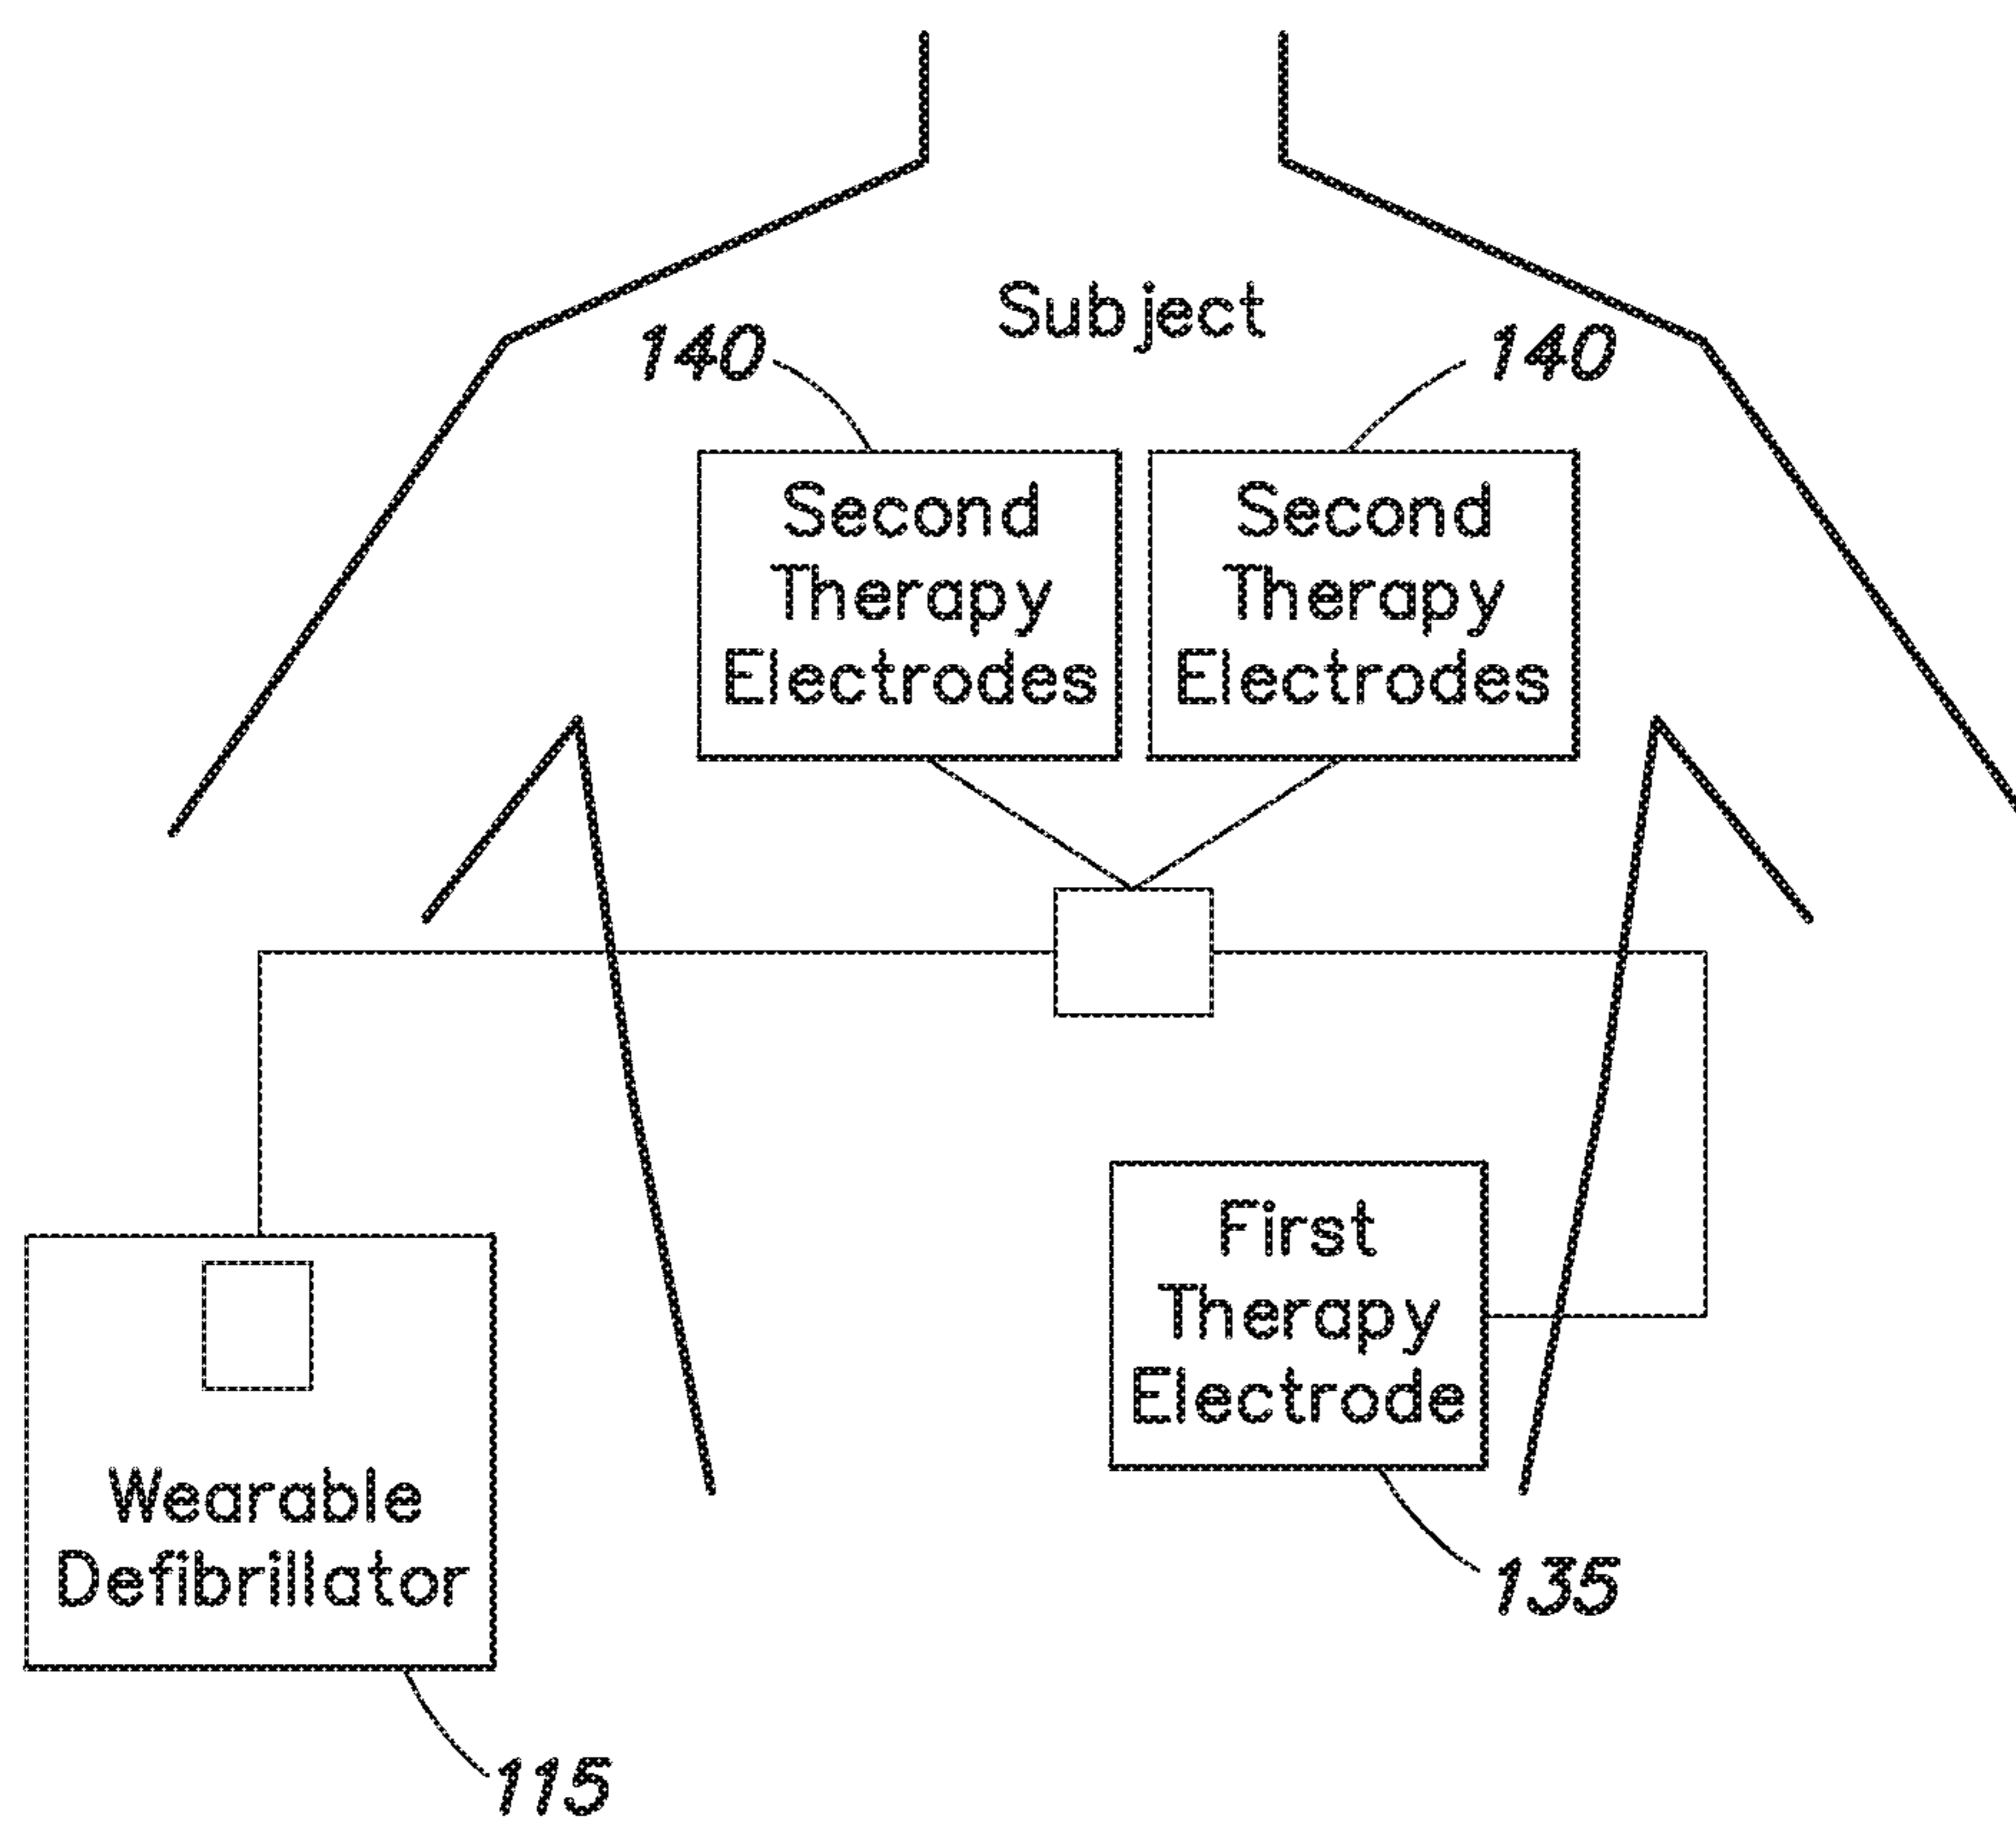 Subject
140
140
Second
Therapy
Electrodes
Second
Therapy
Electrodes
First
Therapy
Electrode
135
Wearable
Defibrillator
115